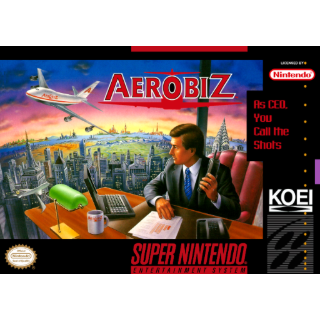 LICENSED BY
Nintendo
AEROBIZ
As CEO,
You
Call the
Shots
KOEI
SUPER NINTENDO
ENTERTAINMENT SYSTEM